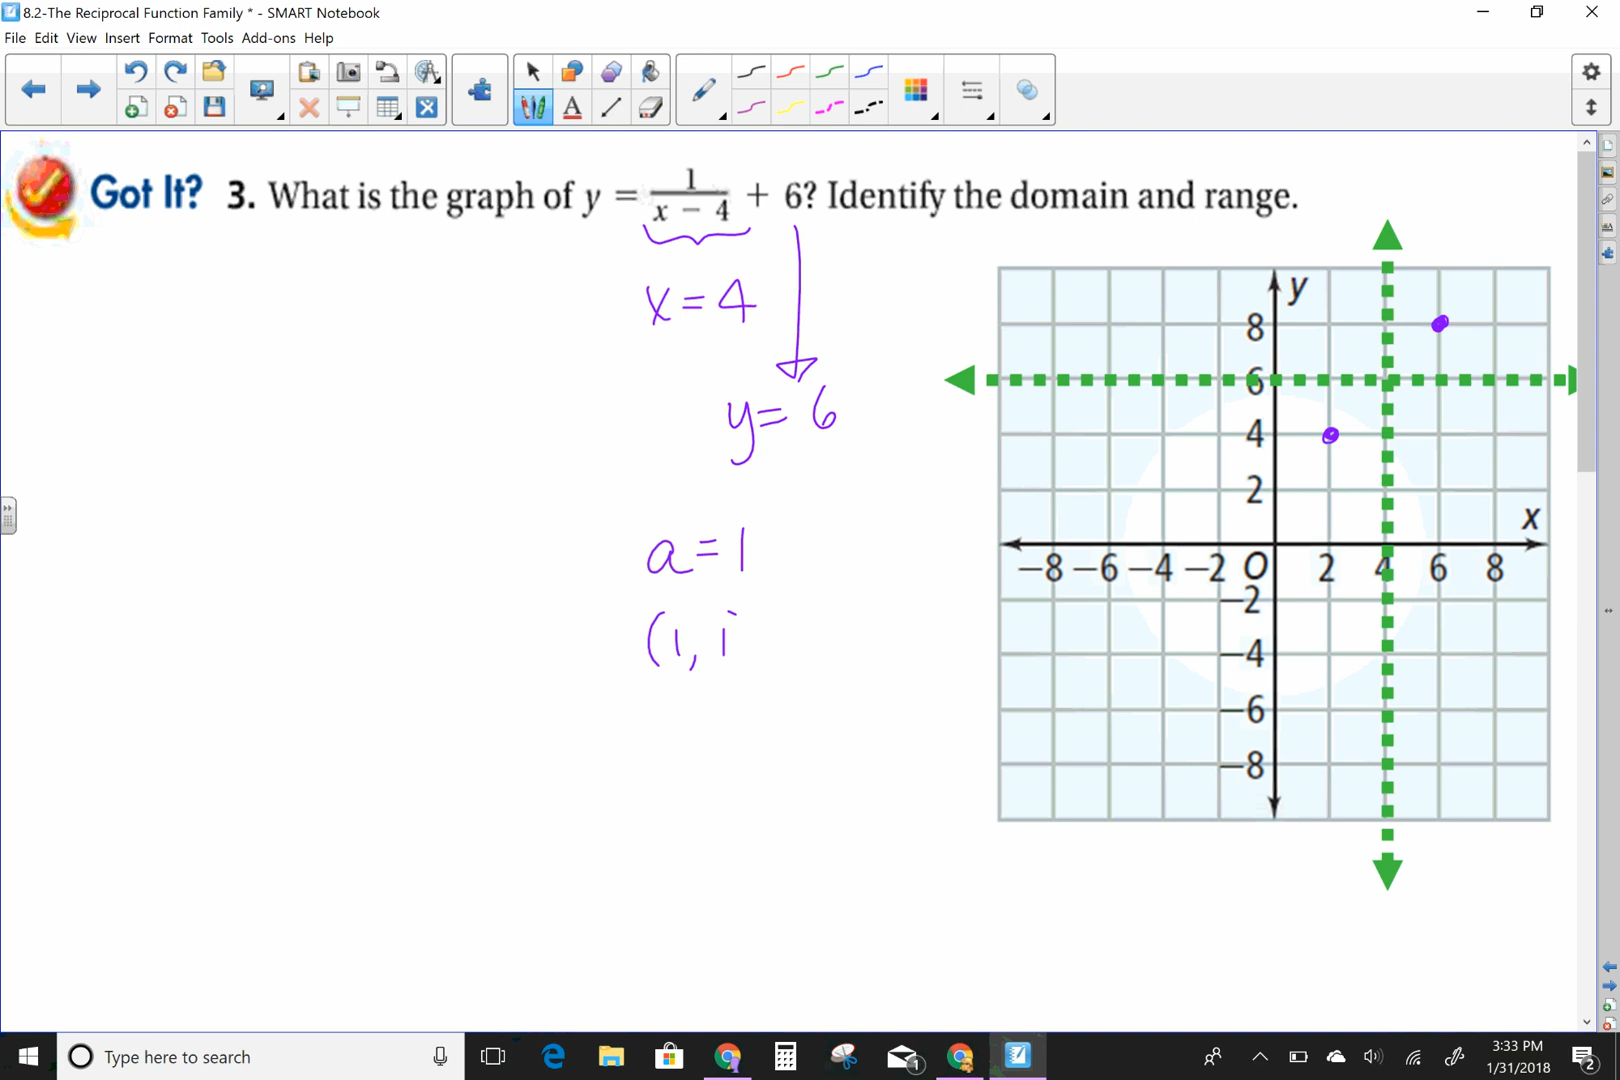 8.2-The Reciprocal Function Family * - SMART Notebook
File Edit View Insert Format Tools Add-ons Help
Got It? 3. What is the graph of y = 1/(x − 4) + 6? Identify the domain and range.
x = 4
y = 6
a = 1
(1, 1
y
8
6
4
2
x
−8 −6 −4 −2 O 2 4 6 8
−2
−4
−6
−8
Type here to search
1
3:33 PM
1/31/2018
2